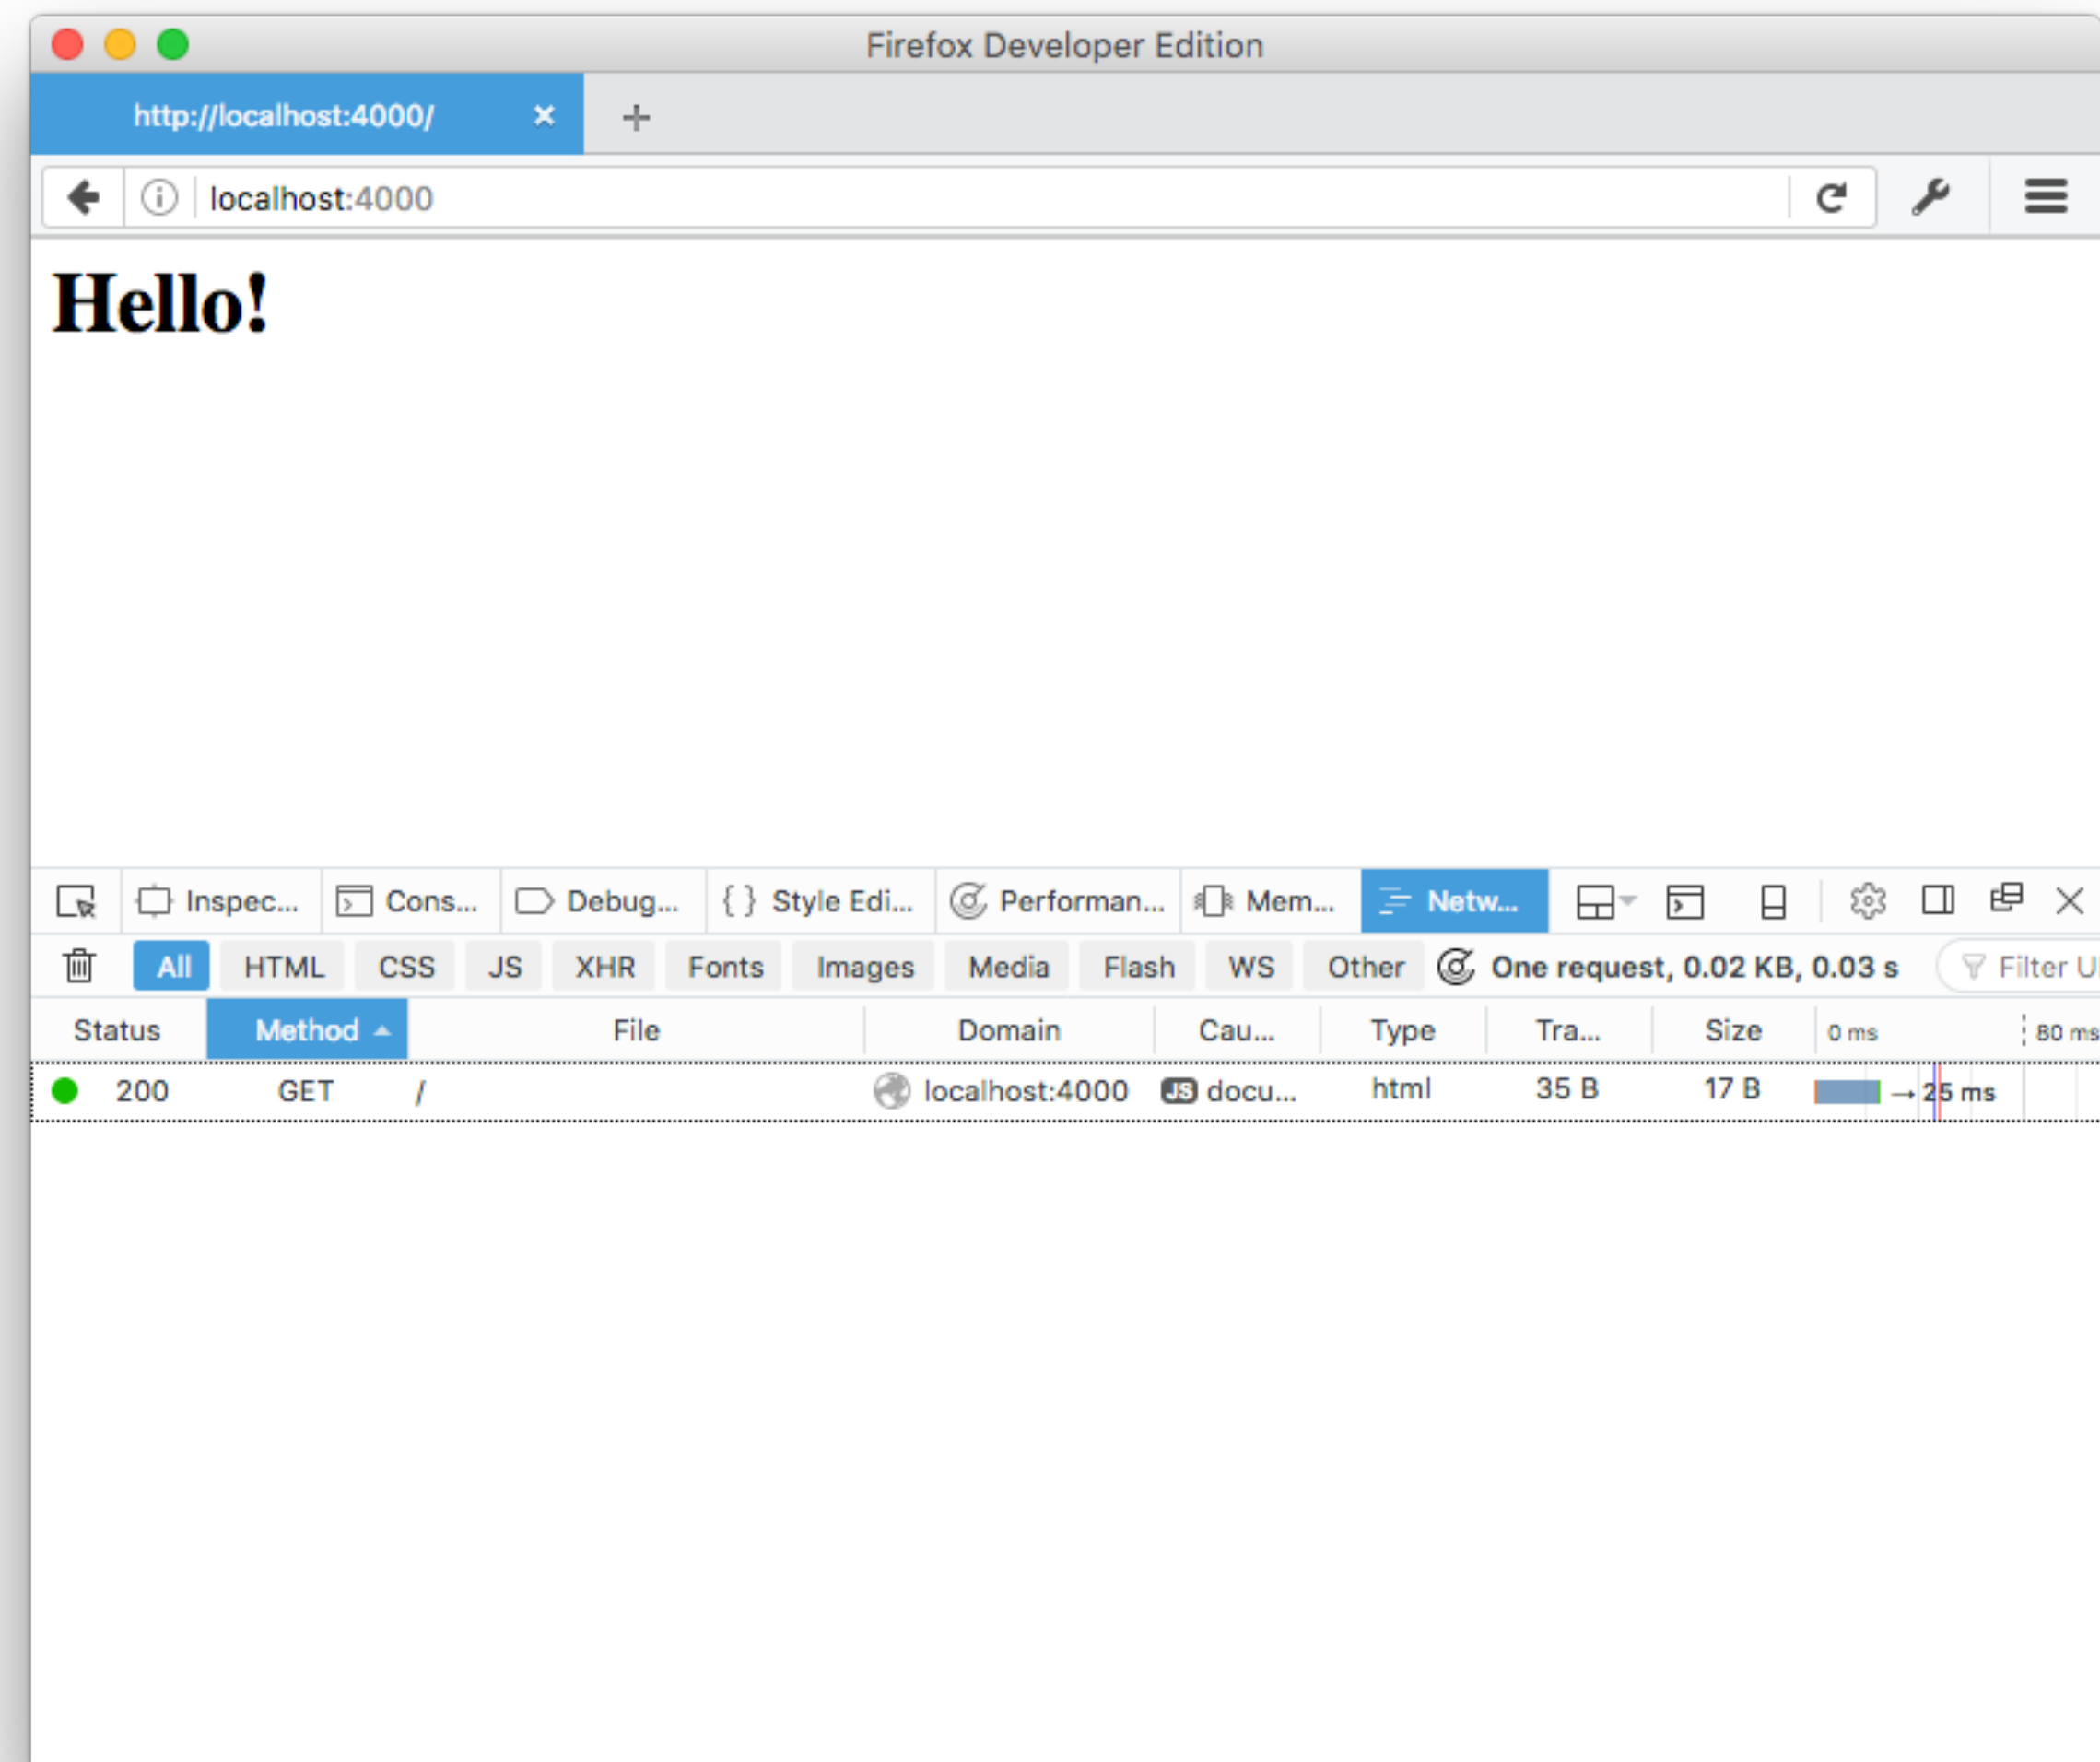 Firefox Developer Edition
http://localhost:4000/
localhost:4000
Hello!
Inspec... Cons... Debug... { } Style Edi... Performan... Mem... Netw...
All HTML CSS JS XHR Fonts Images Media Flash WS Other One request, 0.02 KB, 0.03 s Filter U
Status Method File Domain Cau... Type Tra... Size 0 ms 80 ms
200 GET / localhost:4000 JS docu... html 35 B 17 B → 25 ms